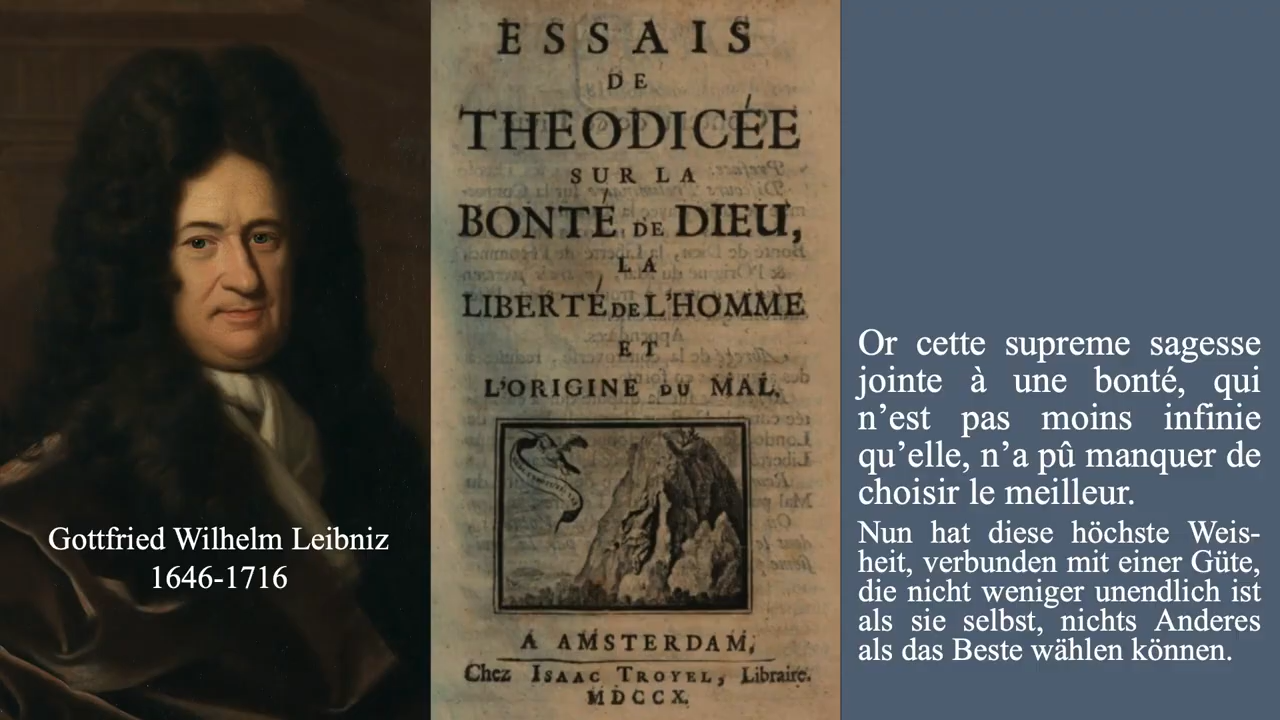 Gottfried Wilhelm Leibniz
1646-1716
ESSAIS
DE
THEODICÉE
SUR LA
BONTÉ DE DIEU,
LA
LIBERTÉ DE L'HOMME
ET
L'ORIGINE DU MAL.
A AMSTERDAM,
Chez ISAAC TROYEL, Libraire.
MDCCX.
Or cette supreme sagesse
jointe à une bonté, qui
n’est pas moins infinie
qu’elle, n’a pû manquer de
choisir le meilleur.
Nun hat diese höchste Weis-
heit, verbunden mit einer Güte,
die nicht weniger unendlich ist
als sie selbst, nichts Anderes
als das Beste wählen können.